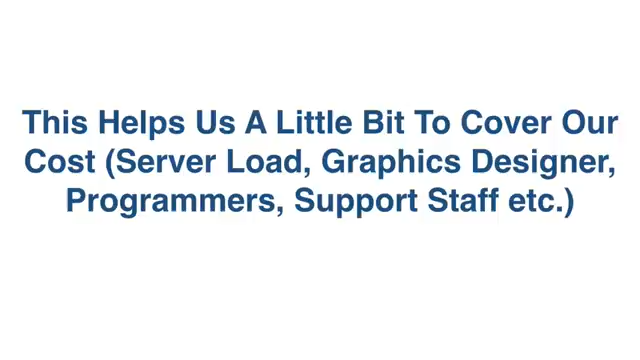 This Helps Us A Little Bit To Cover Our
Cost (Server Load, Graphics Designer,
Programmers, Support Staff etc.)